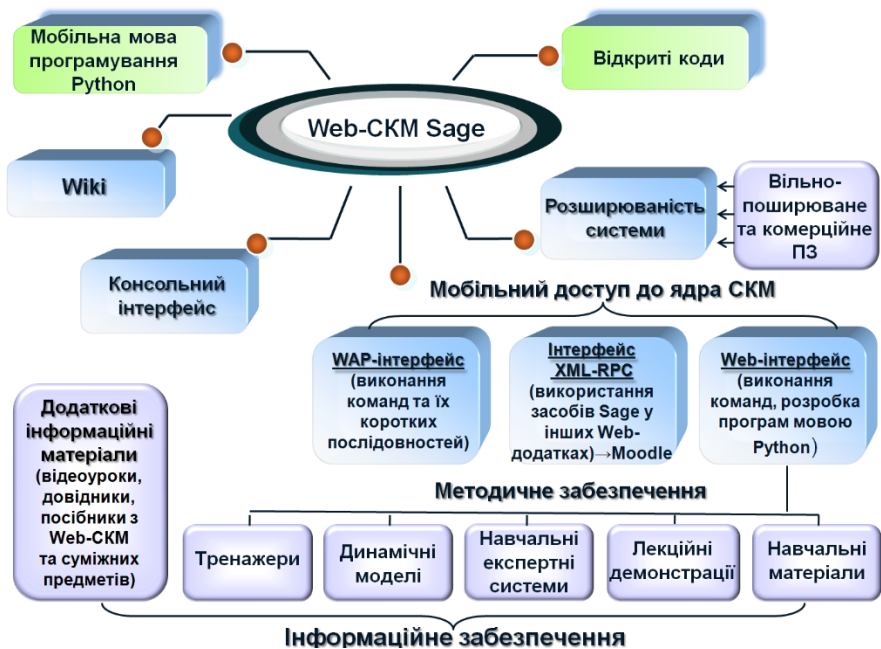 Мобільна мова
програмування
Python
Відкриті коди
Web-СКМ Sage
Wiki
Розширюваність
системи
Вільно-
поширюване
та комерційне
ПЗ
Консольний
інтерфейс
Мобільний доступ до ядра СКМ
WAP-інтерфейс
(виконання
команд та їх
коротких
послідовностей)
Інтерфейс
XML-RPC
(використання
засобів Sage у
інших Web-
додатках)→Moodle
Web-інтерфейс
(виконання
команд, розробка
програм мовою
Python)
Додаткові
інформаційні
матеріали
(відеоуроки,
довідники,
посібники з
Web-СКМ
та суміжних
предметів)
Методичне забезпечення
Тренажери
Динамічні
моделі
Навчальні
експертні
системи
Лекційні
демонстрації
Навчальні
матеріали
Інформаційне забезпечення